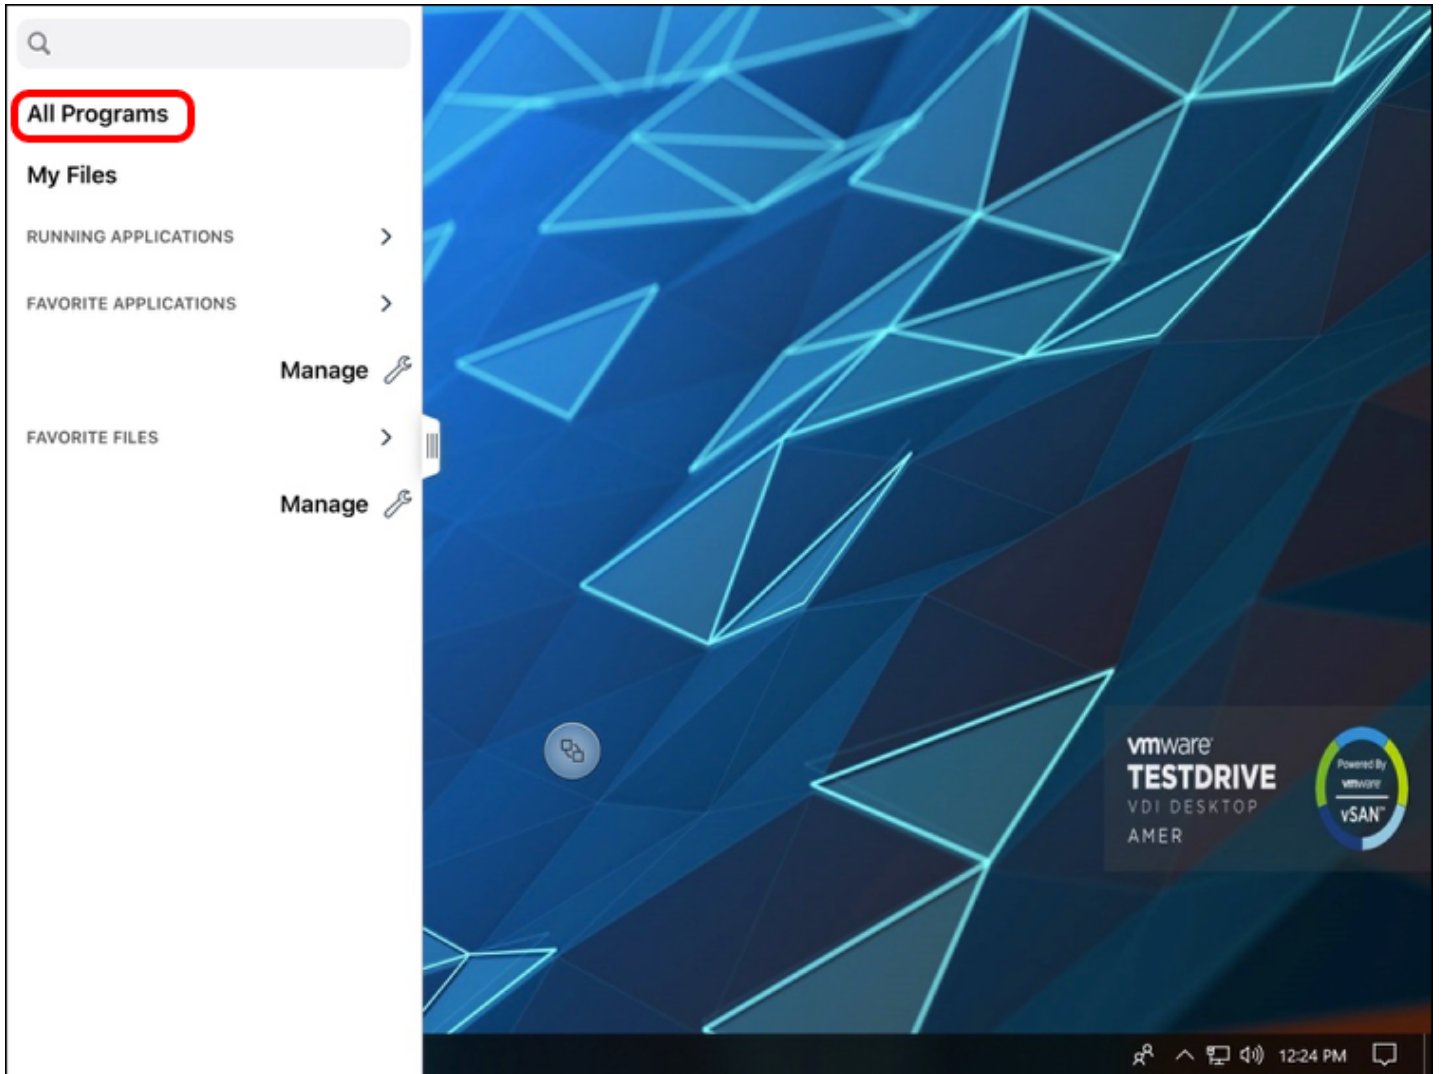 All Programs
My Files
RUNNING APPLICATIONS
FAVORITE APPLICATIONS
Manage
FAVORITE FILES
Manage
vmware
TESTDRIVE
VDI DESKTOP
AMER
Powered By
vmware
vSAN™
12:24 PM